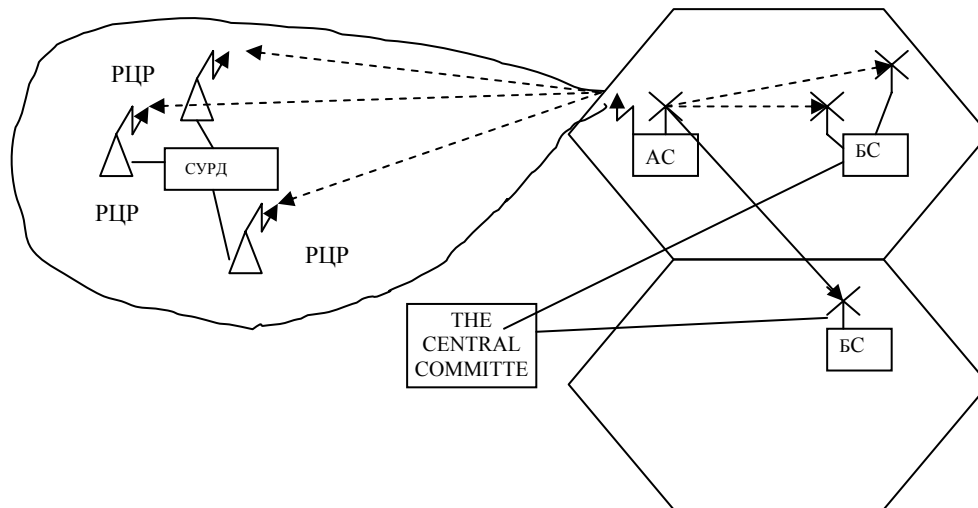 РЦР
СУРД
РЦР
РЦР
АС
БС
THE
CENTRAL
COMMITTE
БС